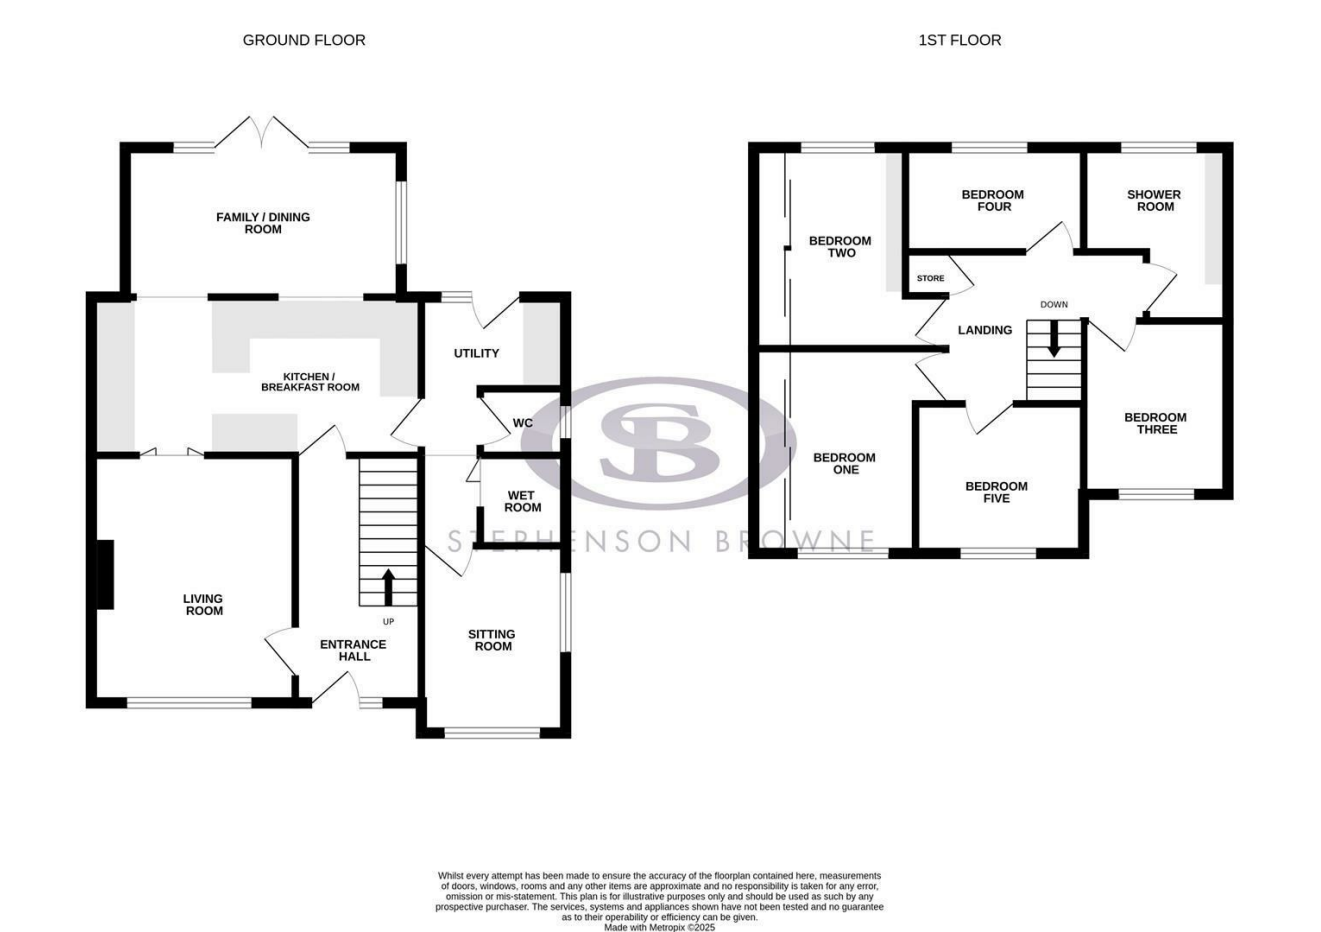 GROUND FLOOR
1ST FLOOR
FAMILY / DINING
ROOM
KITCHEN /
BREAKFAST ROOM
UTILITY
WC
WET
ROOM
LIVING
ROOM
UP
ENTRANCE
HALL
SITTING
ROOM
BEDROOM
TWO
BEDROOM
FOUR
SHOWER
ROOM
STORE
DOWN
LANDING
BEDROOM
THREE
BEDROOM
ONE
BEDROOM
FIVE
SB
STEPHENSON BROWNE
Whilst every attempt has been made to ensure the accuracy of the floorplan contained here, measurements
of doors, windows, rooms and any other items are approximate and no responsibility is taken for any error,
omission or mis-statement. This plan is for illustrative purposes only and should be used as such by any
prospective purchaser. The services, systems and appliances shown have not been tested and no guarantee
as to their operability or efficiency can be given.
Made with Metropix ©2025